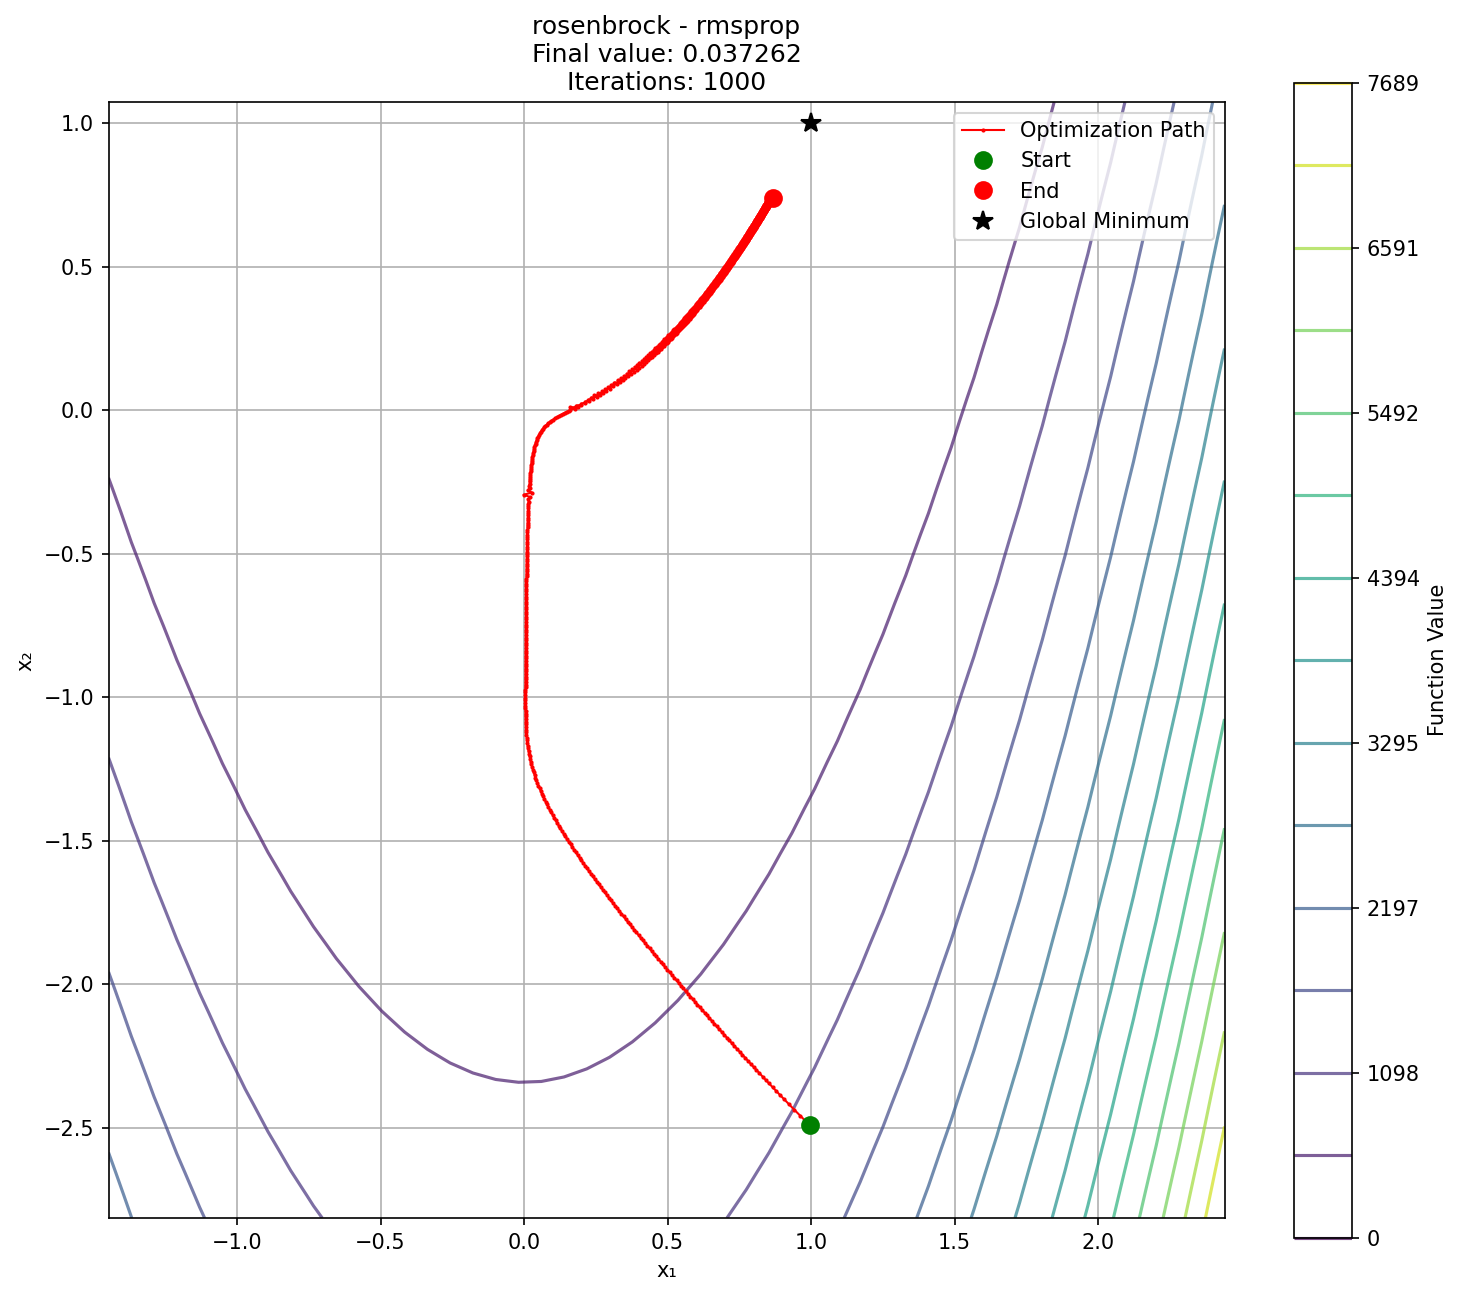 rosenbrock - rmsprop
Final value: 0.037262
Iterations: 1000
Optimization Path
Start
End
Global Minimum
1.0
0.5
0.0
−0.5
−1.0
−1.5
−2.0
−2.5
x₂
−1.0
−0.5
0.0
0.5
1.0
1.5
2.0
x₁
7689
6591
5492
4394
3295
2197
1098
0
Function Value